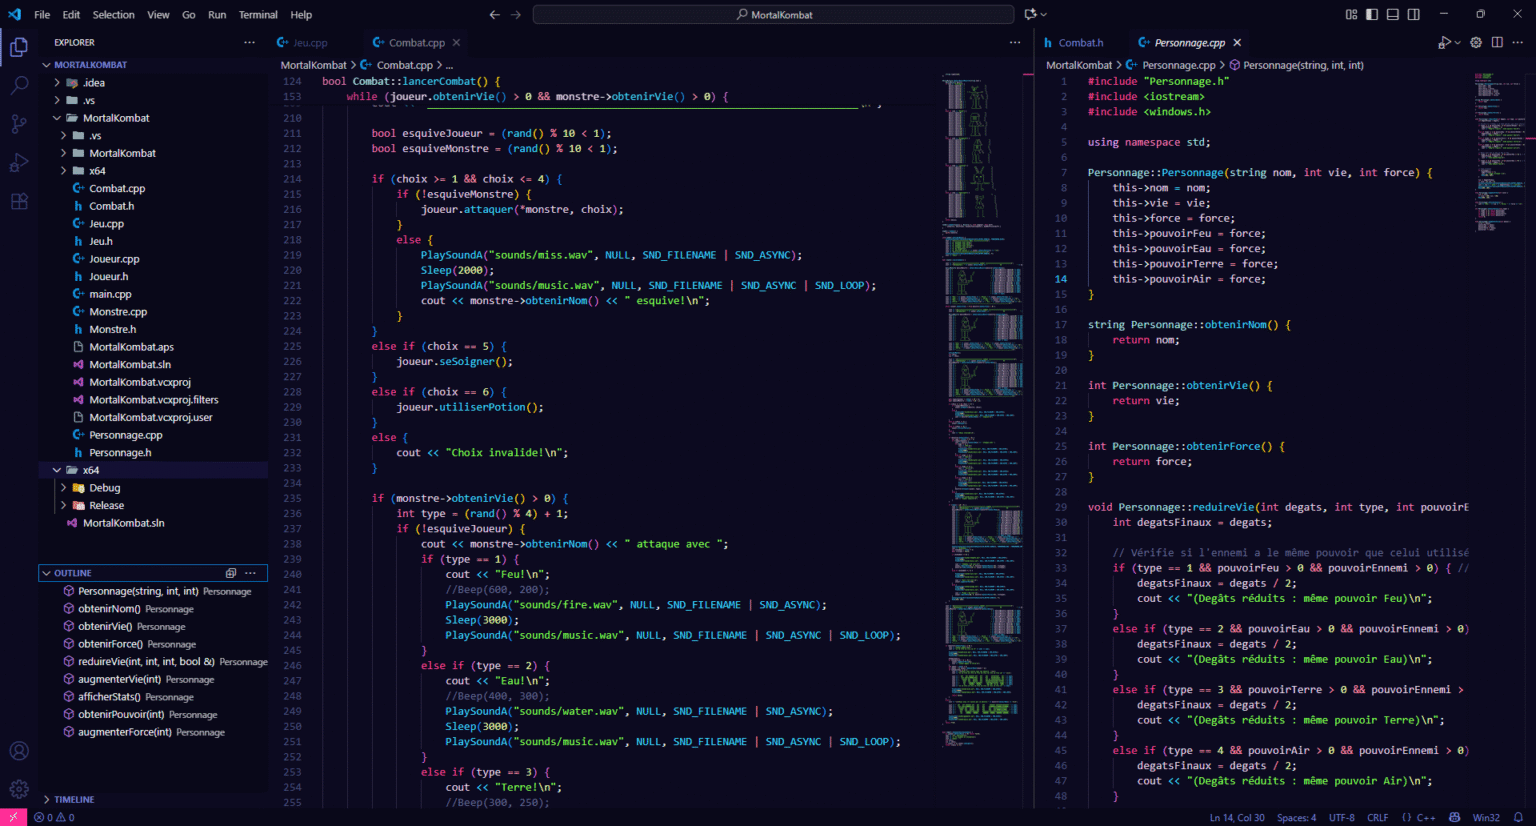 File Edit Selection View Go Run Terminal Help
MortalKombat
EXPLORER
MORTALKOMBAT
.idea
.vs
MortalKombat
.vs
MortalKombat
x64
Combat.cpp
Combat.h
Jeu.cpp
Jeu.h
Joueur.cpp
Joueur.h
main.cpp
Monstre.cpp
Monstre.h
MortalKombat.aps
MortalKombat.sln
MortalKombat.vcxproj
MortalKombat.vcxproj.filters
MortalKombat.vcxproj.user
Personnage.cpp
Personnage.h
x64
Debug
Release
MortalKombat.sln
OUTLINE
Personnage(string, int, int) Personnage
obtenirNom() Personnage
obtenirVie() Personnage
obtenirForce() Personnage
reduireVie(int, int, int, bool &) Personnage
augmenterVie(int) Personnage
afficherStats() Personnage
obtenirPouvoir(int) Personnage
augmenterForce(int) Personnage
TIMELINE
Jeu.cpp Combat.cpp
MortalKombat > Combat.cpp > ...
124 bool Combat::lancerCombat() {
153 while (joueur.obtenirVie() > 0 && monstre->obtenirVie() > 0) {
210
211 bool esquiveJoueur = (rand() % 10 < 1);
212 bool esquiveMonstre = (rand() % 10 < 1);
213
214 if (choix >= 1 && choix <= 4) {
215 if (!esquiveMonstre) {
216 joueur.attaquer(*monstre, choix);
217 }
218 else {
219 PlaySoundA("sounds/miss.wav", NULL, SND_FILENAME | SND_ASYNC);
220 Sleep(2000);
221 PlaySoundA("sounds/music.wav", NULL, SND_FILENAME | SND_ASYNC | SND_LOOP);
222 cout << monstre->obtenirNom() << " esquive!\n";
223 }
224 }
225 else if (choix == 5) {
226 joueur.seSoigner();
227 }
228 else if (choix == 6) {
229 joueur.utiliserPotion();
230 }
231 else {
232 cout << "Choix invalide!\n";
233 }
234
235 if (monstre->obtenirVie() > 0) {
236 int type = (rand() % 4) + 1;
237 if (!esquiveJoueur) {
238 cout << monstre->obtenirNom() << " attaque avec ";
239 if (type == 1) {
240 cout << "Feu!\n";
241 //Beep(600, 200);
242 PlaySoundA("sounds/fire.wav", NULL, SND_FILENAME | SND_ASYNC);
243 Sleep(3000);
244 PlaySoundA("sounds/music.wav", NULL, SND_FILENAME | SND_ASYNC | SND_LOOP);
245 }
246 else if (type == 2) {
247 cout << "Eau!\n";
248 //Beep(400, 300);
249 PlaySoundA("sounds/water.wav", NULL, SND_FILENAME | SND_ASYNC);
250 Sleep(3000);
251 PlaySoundA("sounds/music.wav", NULL, SND_FILENAME | SND_ASYNC | SND_LOOP);
252 }
253 else if (type == 3) {
254 cout << "Terre!\n";
255 //Beep(300, 250);
YOU WIN
YOU LOSE
Combat.h Personnage.cpp
MortalKombat > Personnage.cpp > Personnage(string, int, int)
1 #include "Personnage.h"
2 #include <iostream>
3 #include <windows.h>
4
5 using namespace std;
6
7 Personnage::Personnage(string nom, int vie, int force) {
8 this->nom = nom;
9 this->vie = vie;
10 this->force = force;
11 this->pouvoirFeu = force;
12 this->pouvoirEau = force;
13 this->pouvoirTerre = force;
14 this->pouvoirAir = force;
15 }
16
17 string Personnage::obtenirNom() {
18 return nom;
19 }
20
21 int Personnage::obtenirVie() {
22 return vie;
23 }
24
25 int Personnage::obtenirForce() {
26 return force;
27 }
28
29 void Personnage::reduireVie(int degats, int type, int pouvoirE
30 int degatsFinaux = degats;
31
32 // Vérifie si l'ennemi a le même pouvoir que celui utilisé
33 if (type == 1 && pouvoirFeu > 0 && pouvoirEnnemi > 0) { //
34 degatsFinaux = degats / 2;
35 cout << "(Degâts réduits : même pouvoir Feu)\n";
36 }
37 else if (type == 2 && pouvoirEau > 0 && pouvoirEnnemi > 0)
38 degatsFinaux = degats / 2;
39 cout << "(Degâts réduits : même pouvoir Eau)\n";
40 }
41 else if (type == 3 && pouvoirTerre > 0 && pouvoirEnnemi >
42 degatsFinaux = degats / 2;
43 cout << "(Degâts réduits : même pouvoir Terre)\n";
44 }
45 else if (type == 4 && pouvoirAir > 0 && pouvoirEnnemi > 0)
46 degatsFinaux = degats / 2;
47 cout << "(Degâts réduits : même pouvoir Air)\n";
48 }
0 0 Ln 14, Col 30 Spaces: 4 UTF-8 CRLF {} C++ Win32